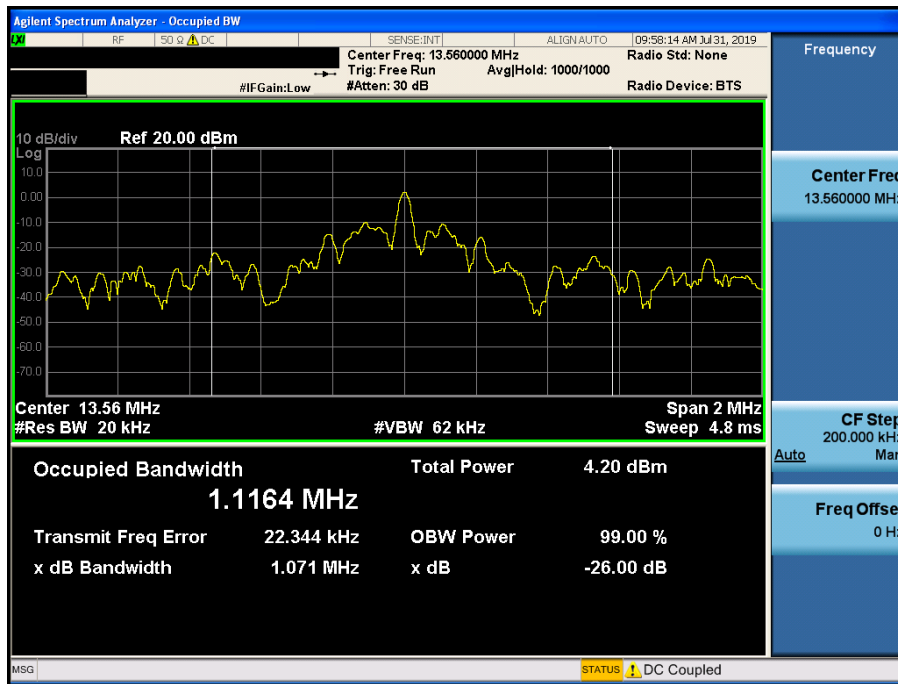 Agilent Spectrum Analyzer - Occupied BW
LXI RF 50 Ω DC SENSE:INT ALIGN AUTO 09:58:14 AM Jul 31, 2019
Center Freq: 13.560000 MHz Radio Std: None
Trig: Free Run Avg|Hold: 1000/1000
#IFGain:Low #Atten: 30 dB Radio Device: BTS
Frequency
10 dB/div Ref 20.00 dBm
Log
10.0
0.00
-10.0
-20.0
-30.0
-40.0
-50.0
-60.0
-70.0
Center 13.56 MHz Span 2 MHz
#Res BW 20 kHz #VBW 62 kHz Sweep 4.8 ms
Occupied Bandwidth Total Power 4.20 dBm
1.1164 MHz
Transmit Freq Error 22.344 kHz OBW Power 99.00 %
x dB Bandwidth 1.071 MHz x dB -26.00 dB
Center Freq
13.560000 MHz
CF Step
200.000 kHz
Auto Man
Freq Offset
0 Hz
MSG STATUS DC Coupled